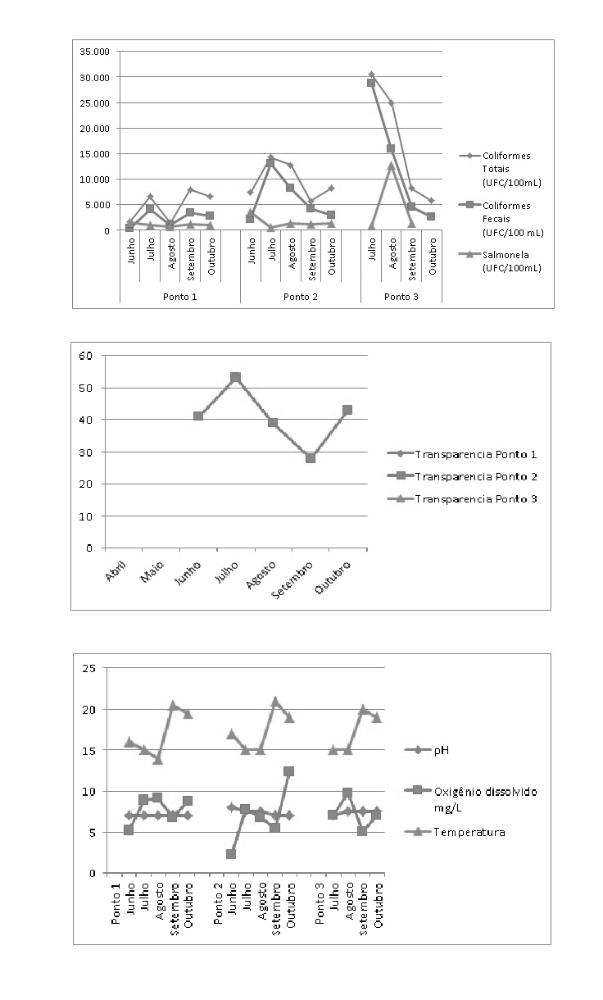 35.000
30.000
25.000
20.000
15.000
10.000
5.000
0
Junho
Julho
Agosto
Setembro
Outubro
Junho
Julho
Agosto
Setembro
Outubro
Julho
Agosto
Setembro
Outubro
Ponto 1
Ponto 2
Ponto 3
Coliformes
Totais
(UFC/100mL)
Coliformes
Fecais
(UFC/100 mL)
Salmonela
(UFC/100mL)
60
50
40
30
20
10
0
Abril
Maio
Junho
Julho
Agosto
Setembro
Outubro
Transparencia Ponto 1
Transparencia Ponto 2
Transparencia Ponto 3
25
20
15
10
5
0
Ponto 1
Junho
Julho
Agosto
Setembro
Outubro
Ponto 2
Junho
Julho
Agosto
Setembro
Outubro
Ponto 3
Julho
Agosto
Setembro
Outubro
pH
Oxigênio dissolvido
mg/L
Temperatura